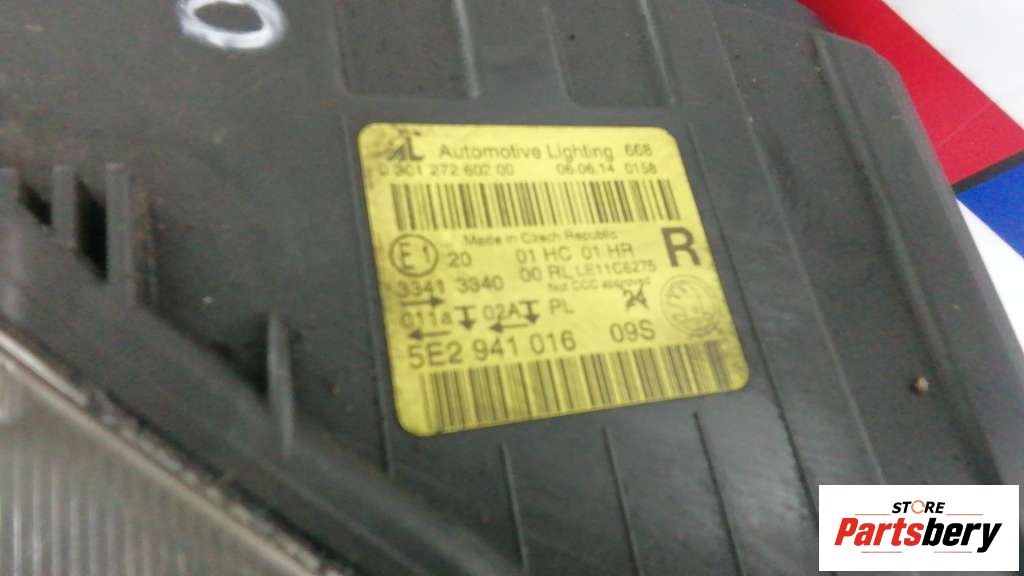 AL Automotive Lighting 668
0 301 272 602 00 06.06.14 0158
Made in Czech Republic
E1 20 01 HC 01 HR R
3341 3340 00 RL LE11C6275
Not CCC approved
011a 02A PL 24
5E2 941 016 09S
STORE
Partsbery